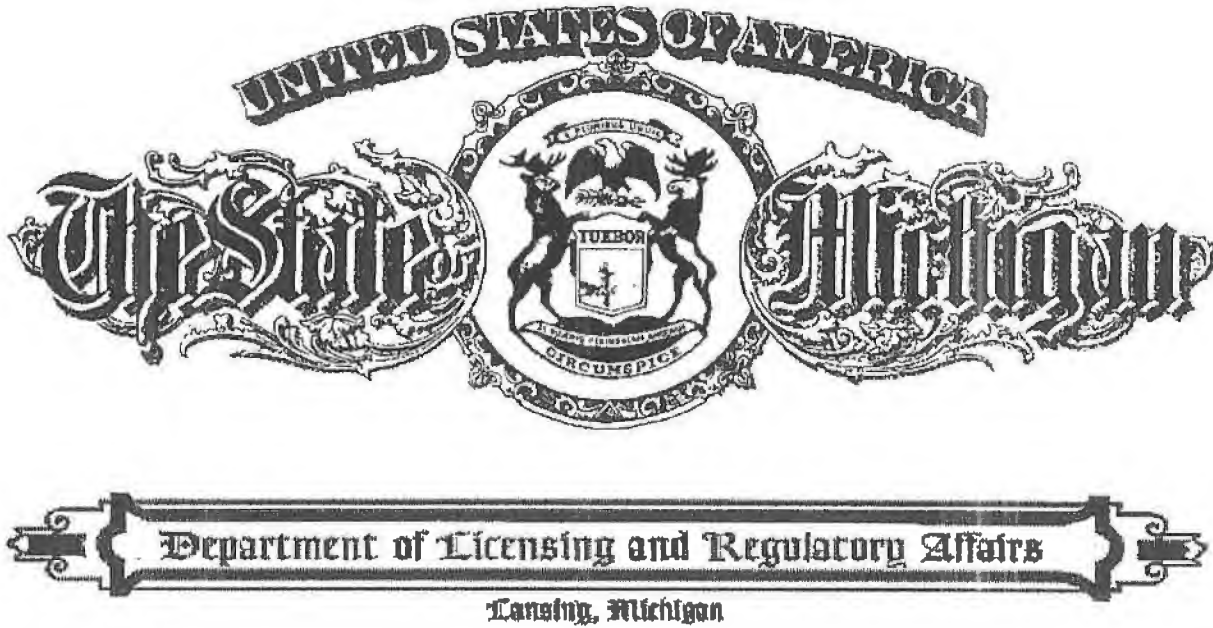 UNITED STATES OF AMERICA
The State
Michigan
E PLURIBUS UNUM
TUEBOR
CIRCUMSPICE
Department of Licensing and Regulatory Affairs
Lansing, Michigan